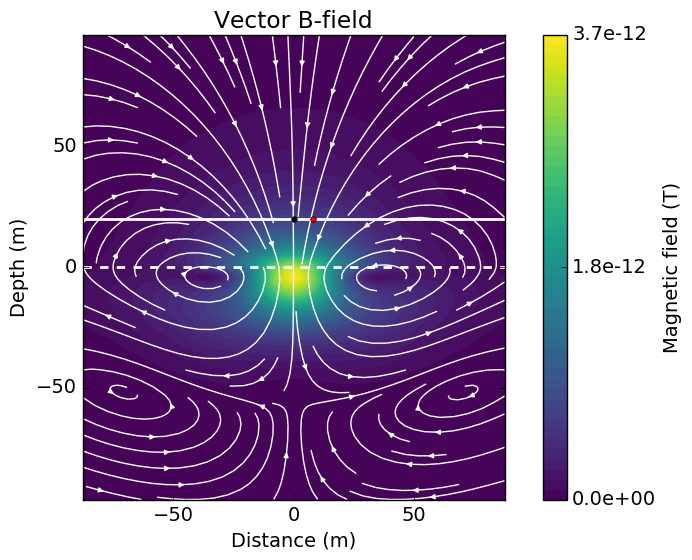 Vector B-field
3.7e-12
50
Depth (m)
0
1.8e-12
Magnetic field (T)
−50
0.0e+00
−50
0
50
Distance (m)